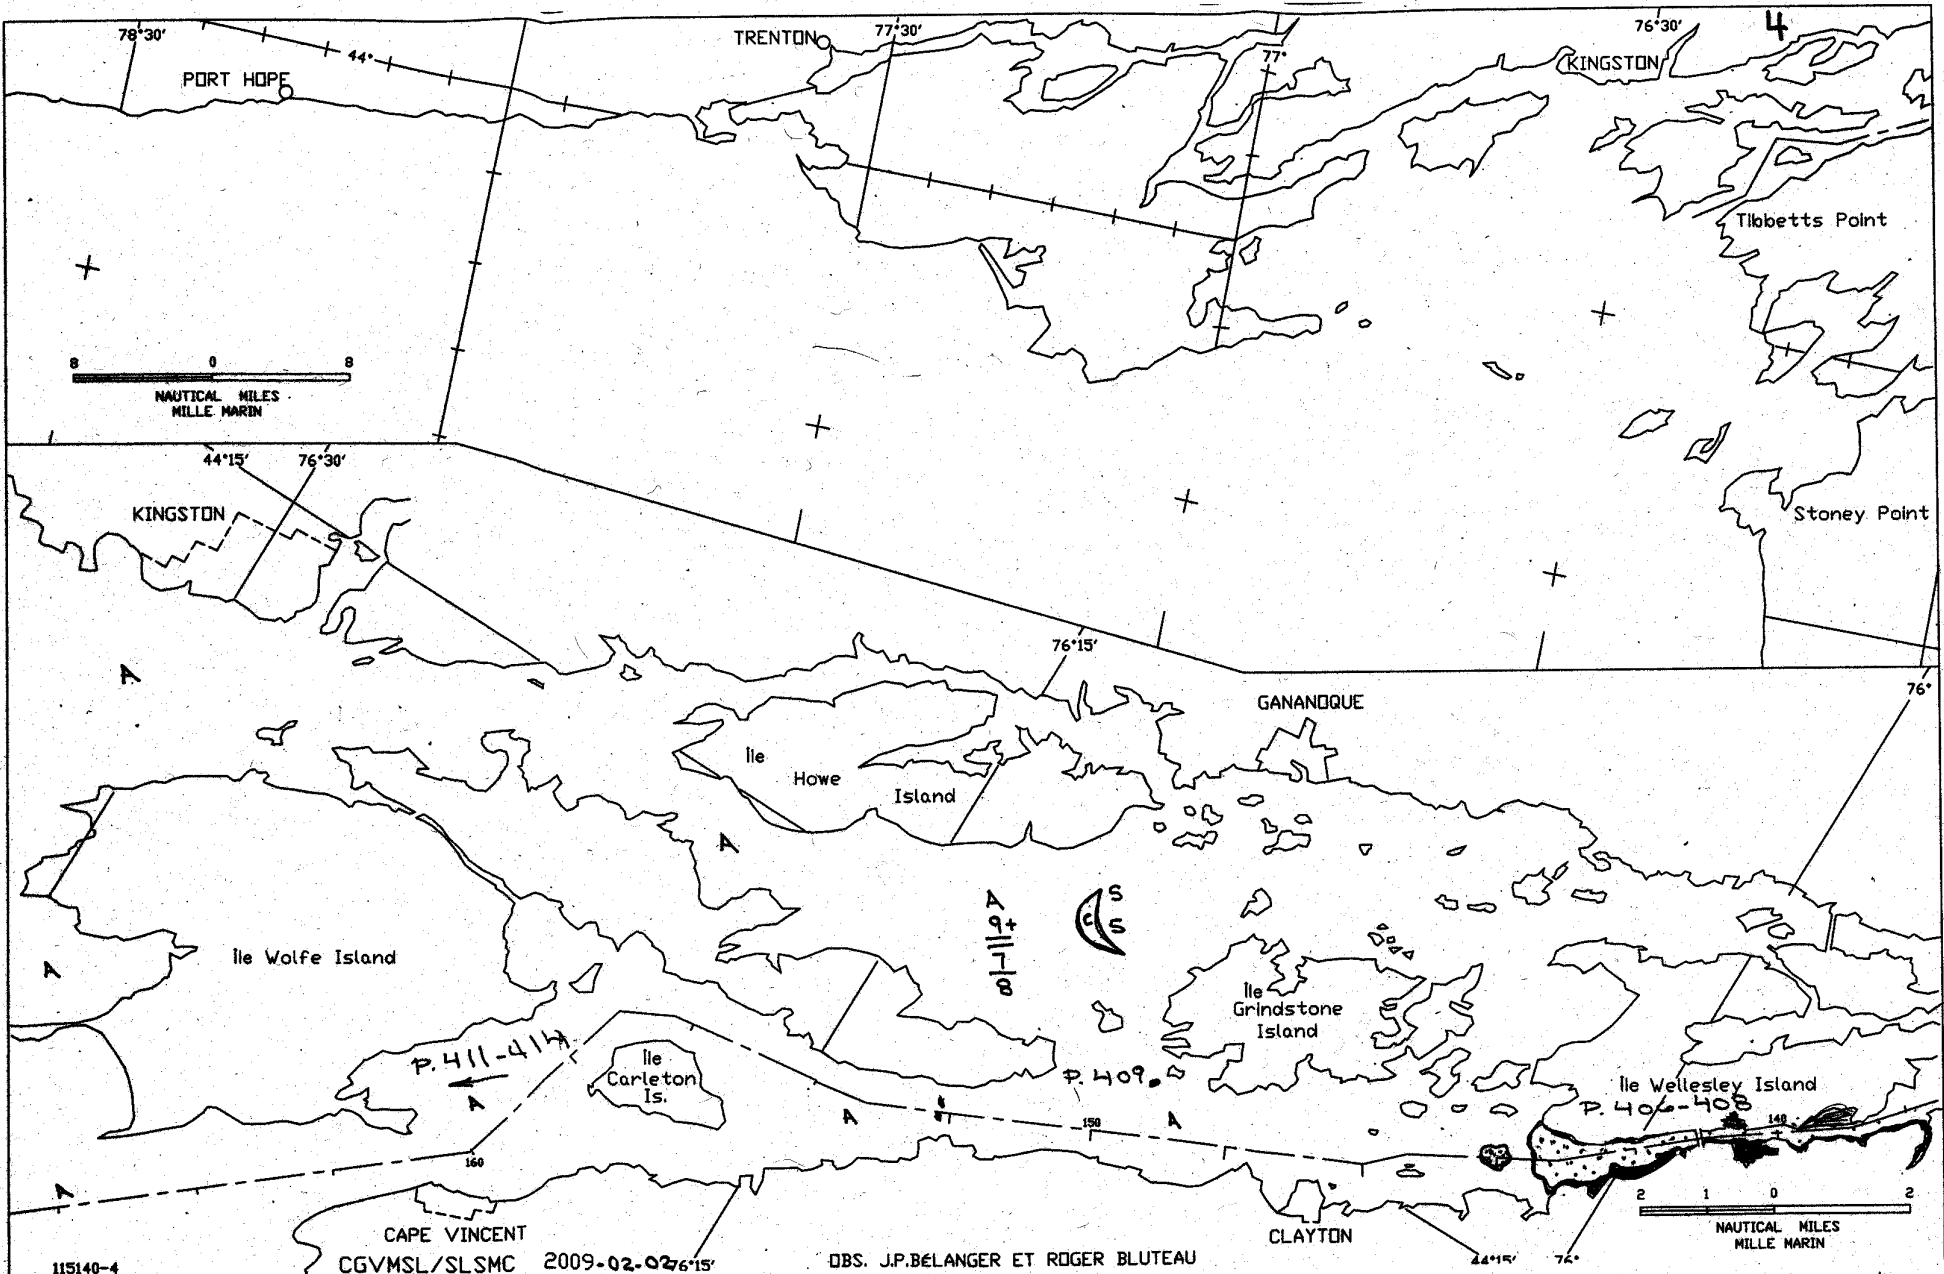 78°30'
44°
TRENTON
77°30'
77°
76°30'
4
PORT HOPE
KINGSTON
Tibbetts Point
8 0 8
NAUTICAL MILES
MILLE MARIN
44°15' 76°30'
KINGSTON
Stoney Point
76°15'
A
GANANOQUE
76°
Île
Howe
Island
A
A
9+
7
8
C S
S
Île Wolfe Island
A
Île
Grindstone
Island
P. 411-414
Île
Carleton
Is.
P. 409.
A
A
A
150
Île Wellesley Island
P. 406-408
140
160
A
2 1 0 2
NAUTICAL MILES
MILLE MARIN
CAPE VINCENT
CLAYTON
115140-4
CGVMSL/SLSMC 2009-02-02
76°15'
OBS. J.P.BÉLANGER ET ROGER BLUTEAU
44°15' 76°